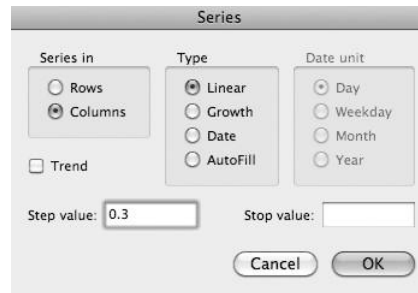 Series
Series in
Rows
Columns
Trend
Type
Linear
Growth
Date
AutoFill
Date unit
Day
Weekday
Month
Year
Step value: 0.3
Stop value:
Cancel
OK